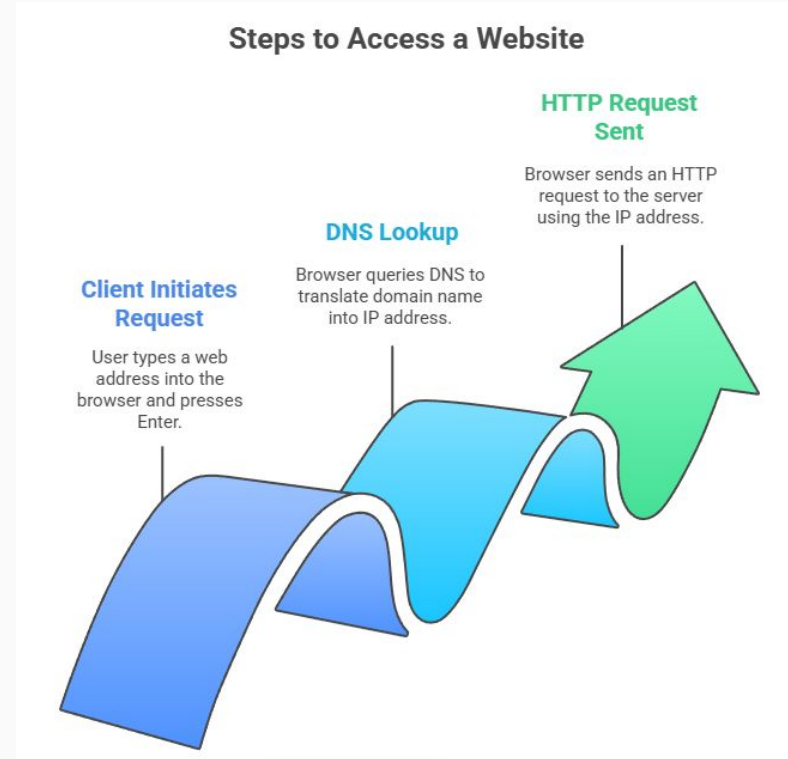 Steps to Access a Website
Client Initiates
Request
User types a web
address into the
browser and presses
Enter.
DNS Lookup
Browser queries DNS to
translate domain name
into IP address.
HTTP Request
Sent
Browser sends an HTTP
request to the server
using the IP address.